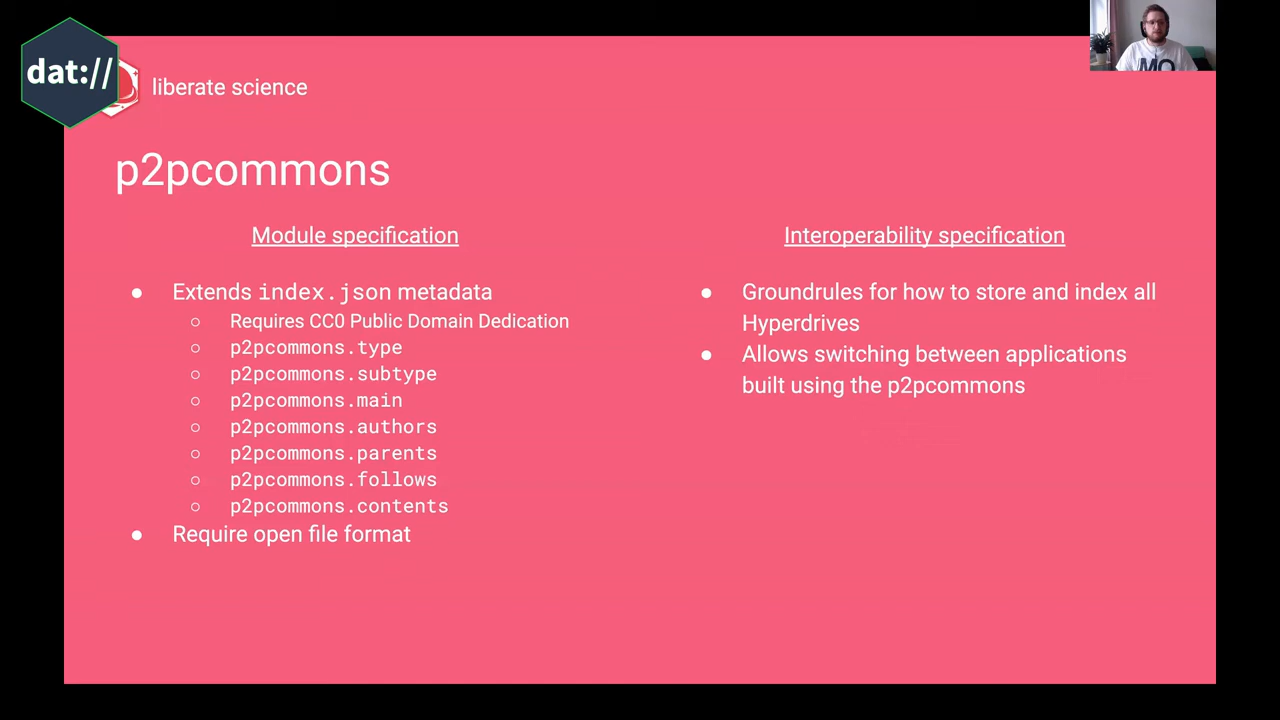 dat://
liberate science
p2pcommons
Module specification
● Extends index.json metadata
○ Requires CC0 Public Domain Dedication
○ p2pcommons.type
○ p2pcommons.subtype
○ p2pcommons.main
○ p2pcommons.authors
○ p2pcommons.parents
○ p2pcommons.follows
○ p2pcommons.contents
● Require open file format
Interoperability specification
● Groundrules for how to store and index all
Hyperdrives
● Allows switching between applications
built using the p2pcommons
MO